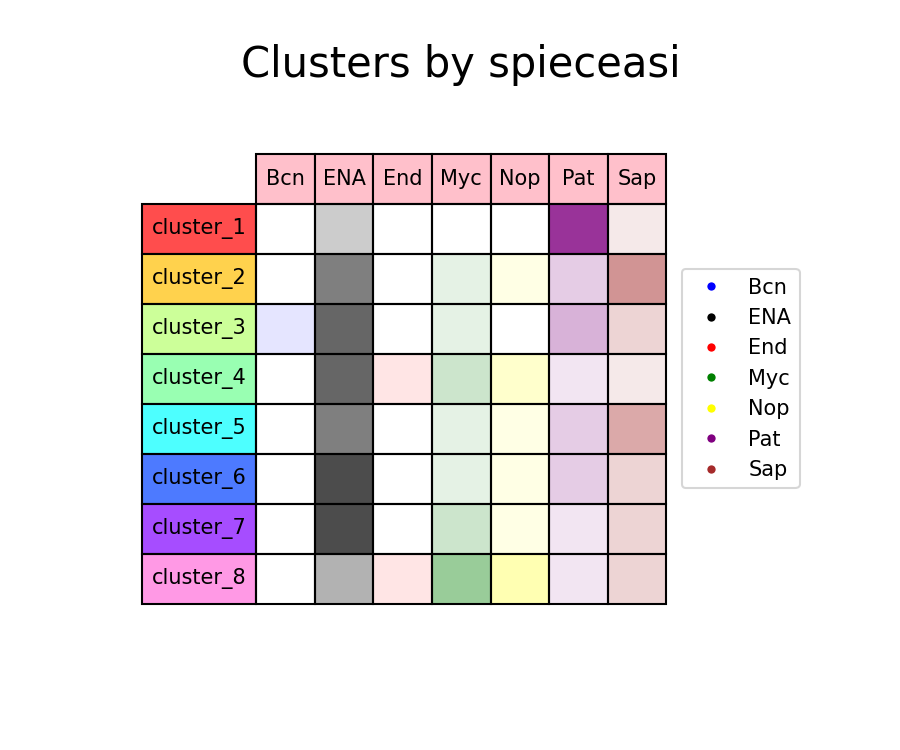 Clusters by spieceasi
Bcn ENA End Myc Nop Pat Sap
cluster_1
cluster_2
cluster_3
cluster_4
cluster_5
cluster_6
cluster_7
cluster_8
Bcn
ENA
End
Myc
Nop
Pat
Sap